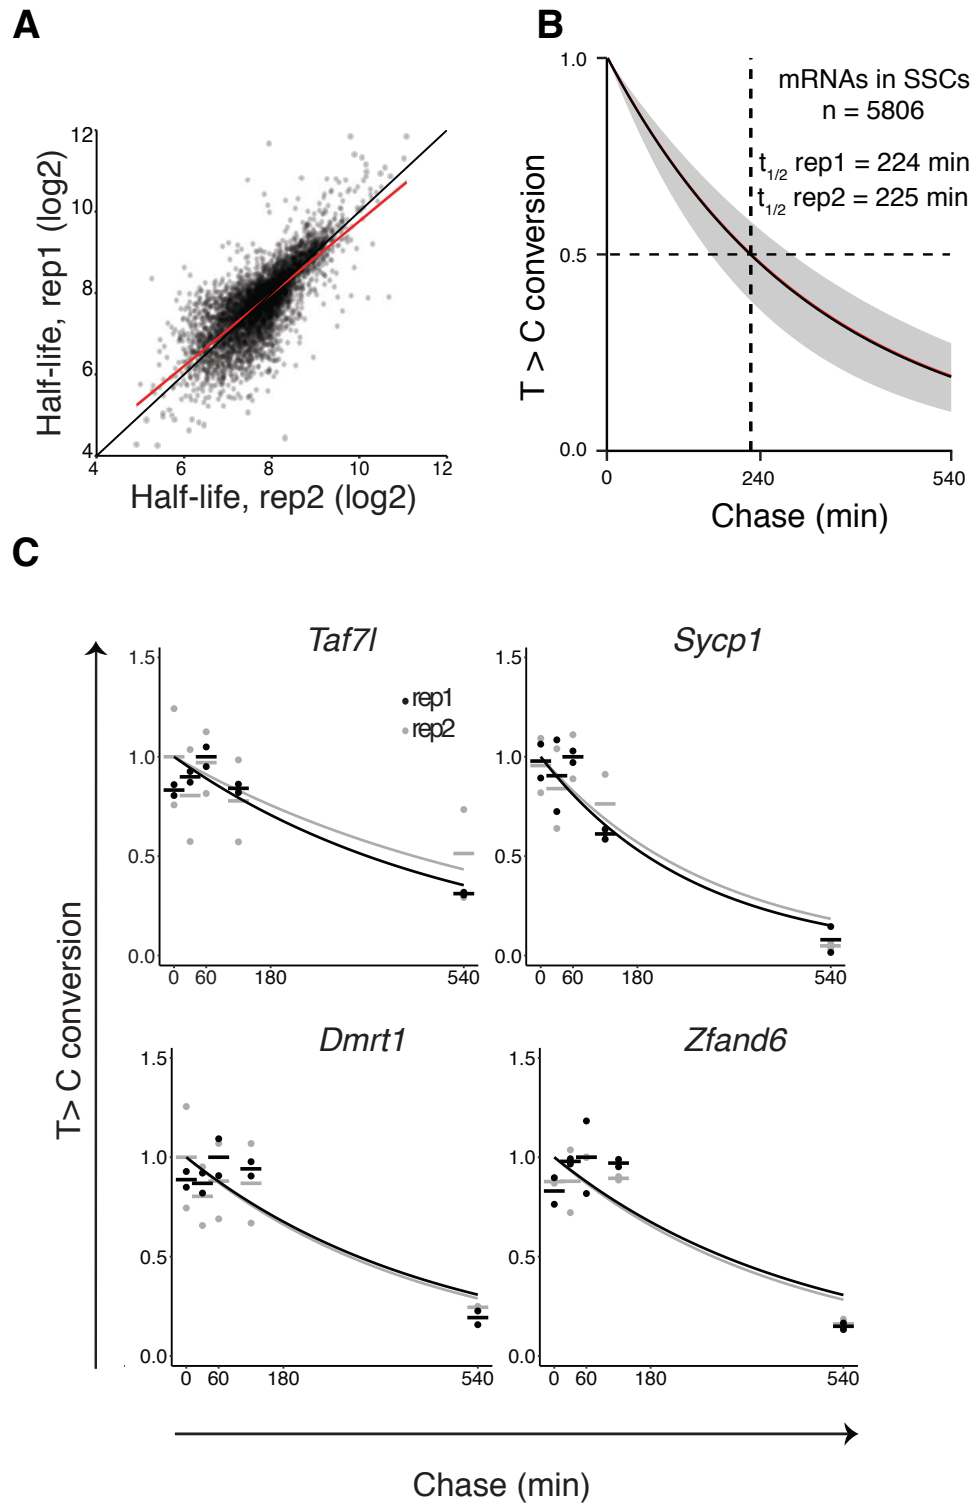 A
12
10
8
6
4
4
6
8
10
12
Half-life, rep1 (log2)
Half-life, rep2 (log2)
B
1.0
0.5
0.0
0
240
540
T > C conversion
Chase (min)
mRNAs in SSCs
n = 5806
t1/2 rep1 = 224 min
t1/2 rep2 = 225 min
C
T> C conversion
Taf7l
rep1
rep2
1.5
1.0
0.5
0.0
0 60 180 540
Sycp1
1.5
1.0
0.5
0.0
0 60 180 540
Dmrt1
1.5
1.0
0.5
0.0
0 60 180 540
Zfand6
1.5
1.0
0.5
0.0
0 60 180 540
Chase (min)